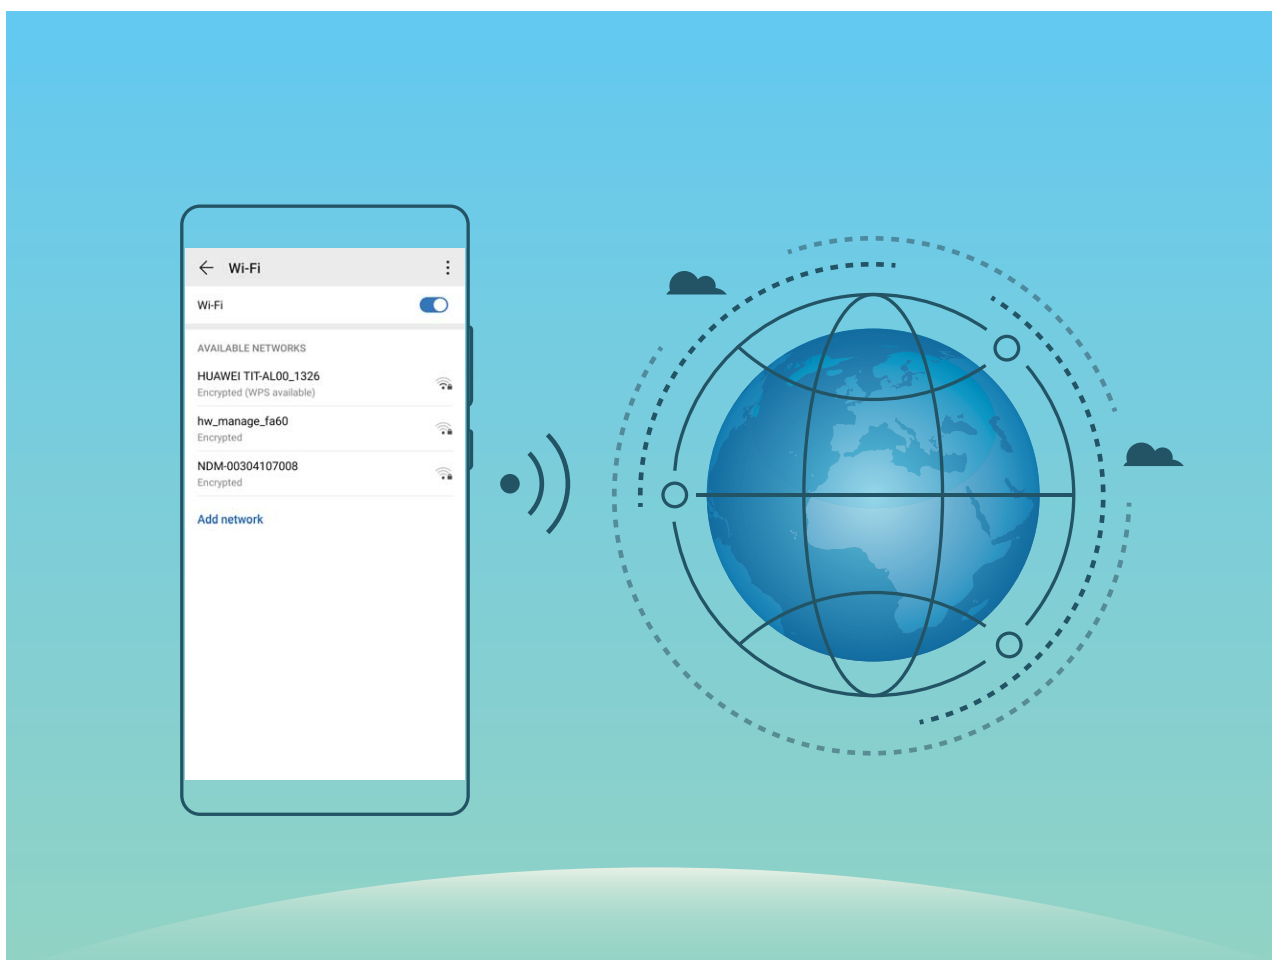 Wi-Fi
Wi-Fi
AVAILABLE NETWORKS
HUAWEI TIT-AL00_1326
Encrypted (WPS available)
hw_manage_fa60
Encrypted
NDM-00304107008
Encrypted
Add network